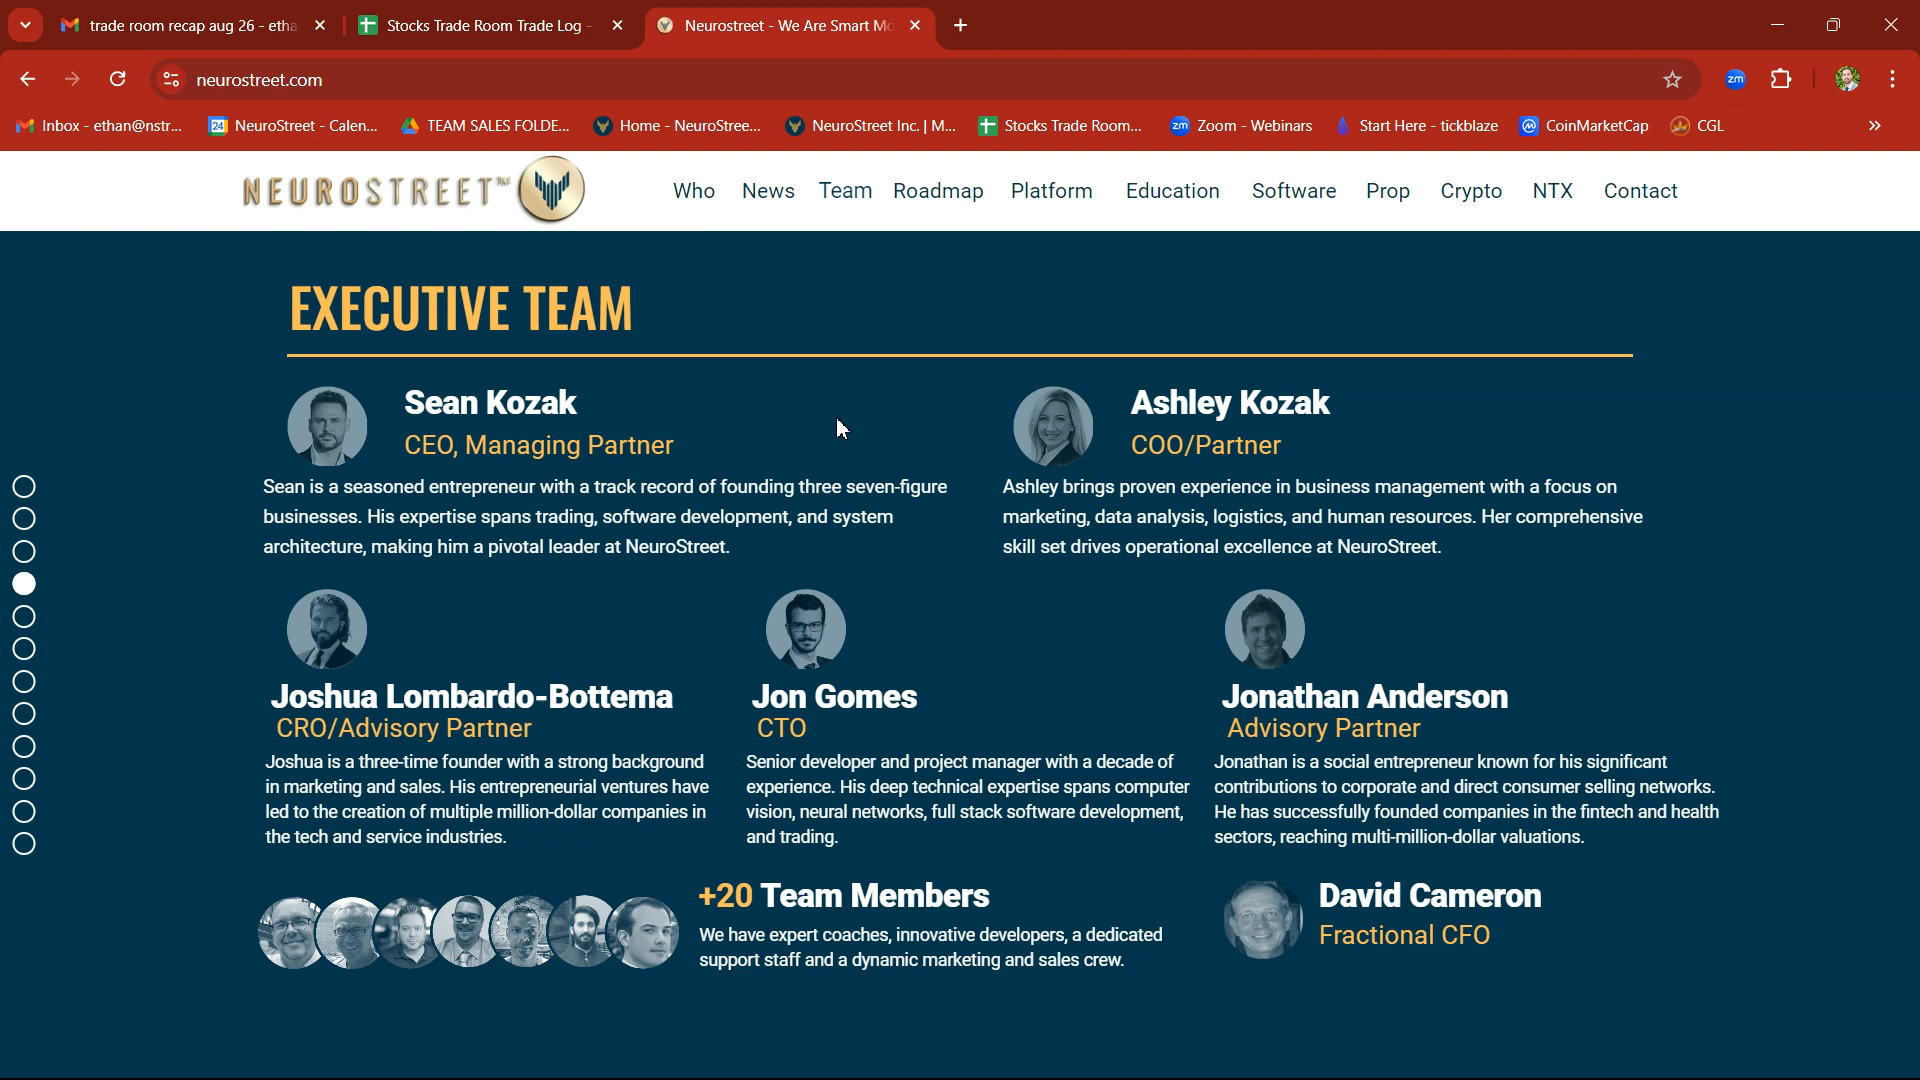 trade room recap aug 26 - etha
Stocks Trade Room Trade Log -
Neurostreet - We Are Smart Mo
neurostreet.com
zm
Inbox - ethan@nstr...
24
NeuroStreet - Calen...
TEAM SALES FOLDE...
Home - NeuroStree...
NeuroStreet Inc. | M...
Stocks Trade Room...
zm
Zoom - Webinars
Start Here - tickblaze
CoinMarketCap
CGL
NEUROSTREET™
Who
News
Team
Roadmap
Platform
Education
Software
Prop
Crypto
NTX
Contact
EXECUTIVE TEAM
Sean Kozak
CEO, Managing Partner
Sean is a seasoned entrepreneur with a track record of founding three seven-figure
businesses. His expertise spans trading, software development, and system
architecture, making him a pivotal leader at NeuroStreet.
Ashley Kozak
COO/Partner
Ashley brings proven experience in business management with a focus on
marketing, data analysis, logistics, and human resources. Her comprehensive
skill set drives operational excellence at NeuroStreet.
Joshua Lombardo-Bottema
CRO/Advisory Partner
Joshua is a three-time founder with a strong background
in marketing and sales. His entrepreneurial ventures have
led to the creation of multiple million-dollar companies in
the tech and service industries.
Jon Gomes
CTO
Senior developer and project manager with a decade of
experience. His deep technical expertise spans computer
vision, neural networks, full stack software development,
and trading.
Jonathan Anderson
Advisory Partner
Jonathan is a social entrepreneur known for his significant
contributions to corporate and direct consumer selling networks.
He has successfully founded companies in the fintech and health
sectors, reaching multi-million-dollar valuations.
+20 Team Members
We have expert coaches, innovative developers, a dedicated
support staff and a dynamic marketing and sales crew.
David Cameron
Fractional CFO